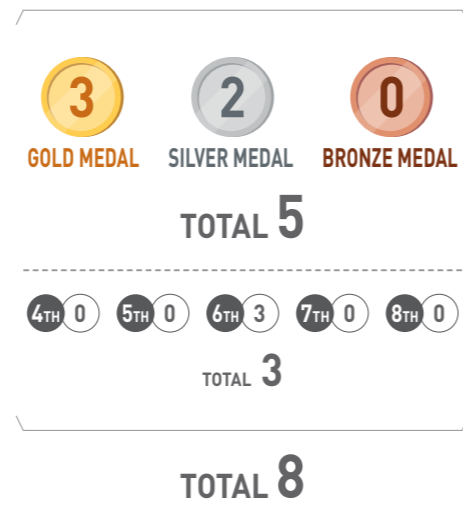 3 2 0
GOLD MEDAL SILVER MEDAL BRONZE MEDAL
TOTAL 5
4TH 0 5TH 0 6TH 3 7TH 0 8TH 0
TOTAL 3
TOTAL 8